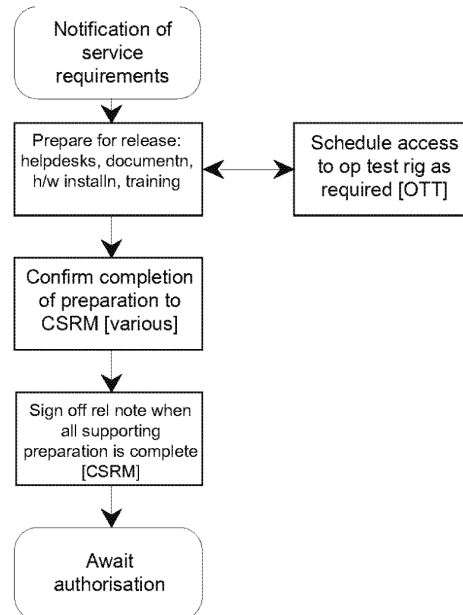 Notification of
service
requirements
Prepare for release:
helpdesks, documentn,
h/w installn, training
Schedule access
to op test rig as
required [OTT]
Confirm completion
of preparation to
CSRM [various]
Sign off rel note when
all supporting
preparation is complete
[CSRM]
Await
authorisation